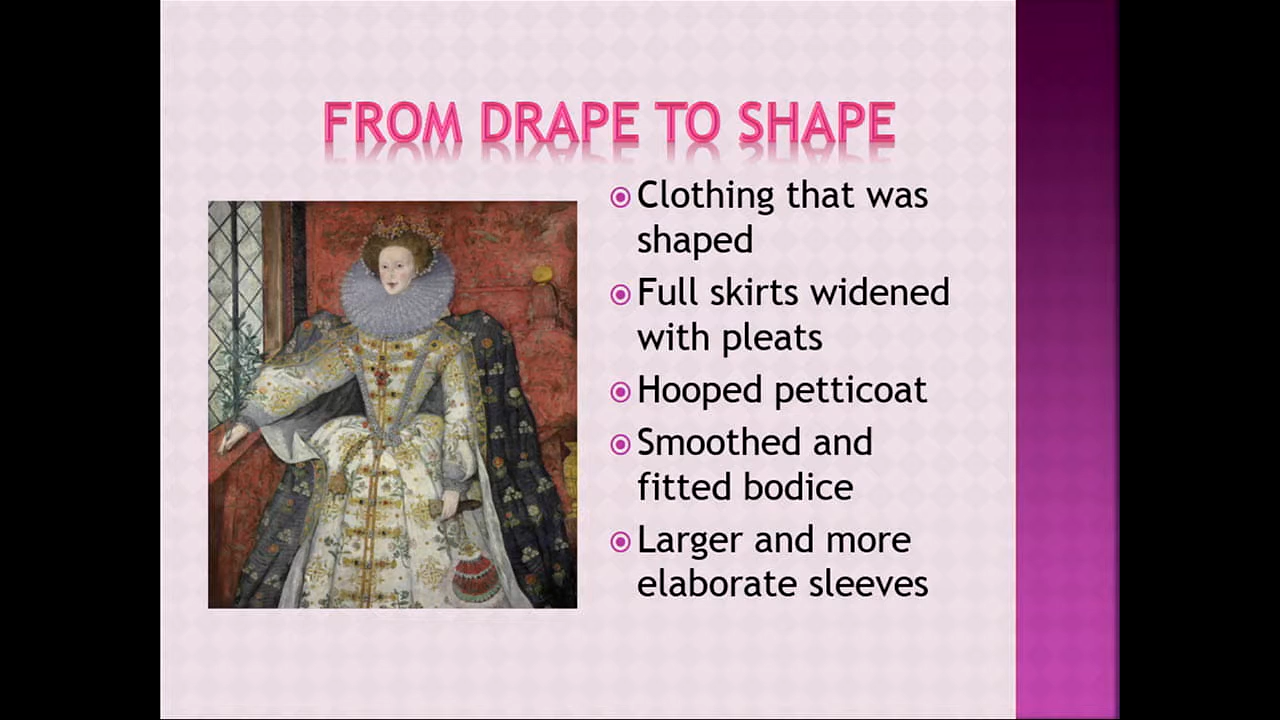 FROM DRAPE TO SHAPE
Clothing that was
shaped
Full skirts widened
with pleats
Hooped petticoat
Smoothed and
fitted bodice
Larger and more
elaborate sleeves